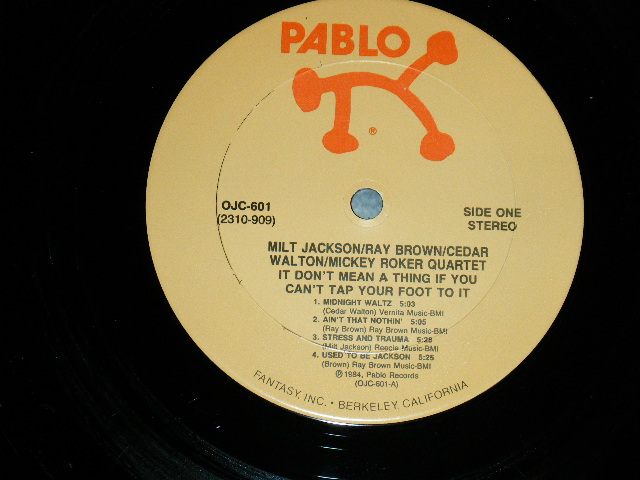 PABLO
®
OJC-601
(2310-909)
SIDE ONE
STEREO
MILT JACKSON/RAY BROWN/CEDAR
WALTON/MICKEY ROKER QUARTET
IT DON'T MEAN A THING IF YOU
CAN'T TAP YOUR FOOT TO IT
1. MIDNIGHT WALTZ 5:03
(Cedar Walton) Vernita Music-BMI
2. AIN'T THAT NOTHIN' 5:05
(Ray Brown) Ray Brown Music-BMI
3. STRESS AND TRAUMA 5:28
(Milt Jackson) Reecie Music-BMI
4. USED TO BE JACKSON 5:25
(Brown) Ray Brown Music-BMI
℗ 1984, Pablo Records
(OJC-601-A)
FANTASY, INC. • BERKELEY, CALIFORNIA